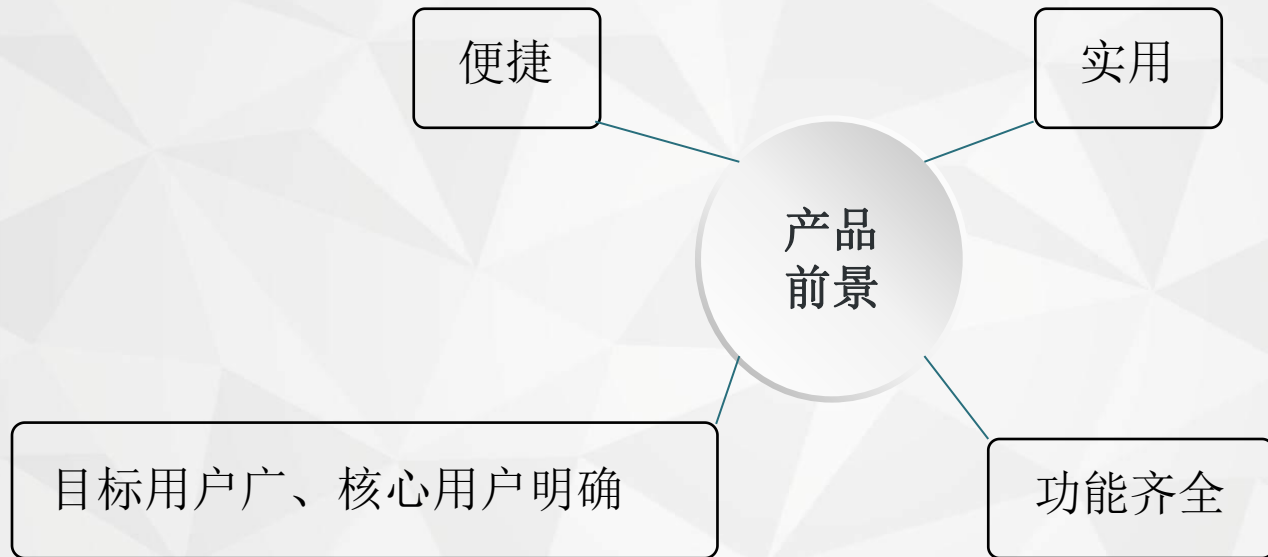 便捷
实用
产品
前景
目标用户广、核心用户明确
功能齐全